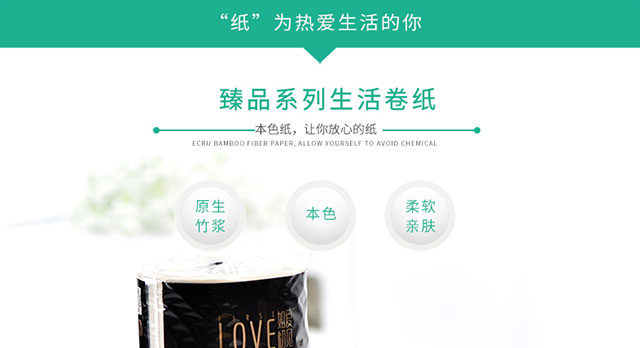 “纸”为热爱生活的你
臻品系列生活卷纸
本色纸，让你放心的纸
ECRU BAMBOO FIBER PAPER, ALLOW YOURSELF TO AVOID CHEMICAL
原生
竹浆
本色
柔软
亲肤
LOVE